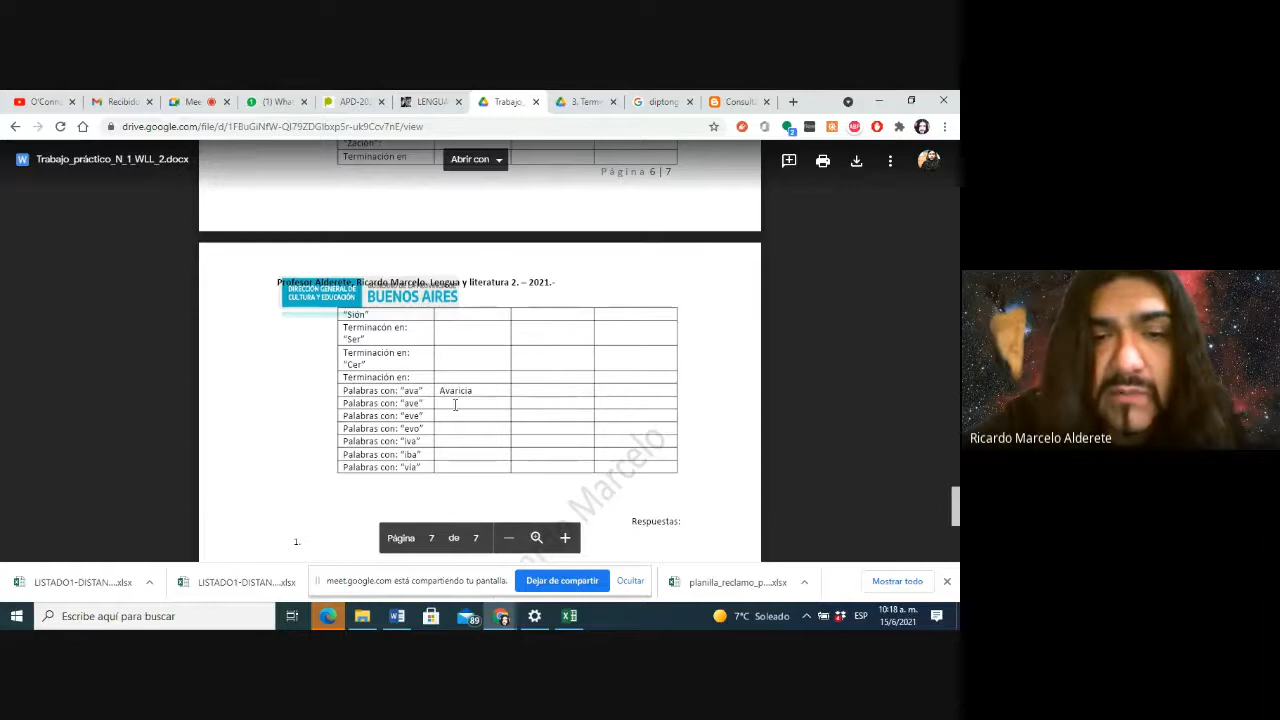 O'Conn
Recibido
Mee
(1) Wha
APD-20
LENGUA
Trabajo_
3. Term
diptong
Consult
drive.google.com/file/d/1FBuGiNfW-QI79ZDGIbxpSr-uk9Ccv7nE/view
Trabajo_práctico_N_1_WLL_2.docx
Abrir con
"Zación":
Terminación en
Página 6|7
Profesor Alderete, Ricardo Marcelo. Lengua y literatura 2. – 2021.-
DIRECCIÓN GENERAL DE
CULTURA Y EDUCACIÓN
BUENOS AIRES
"Sión"
Terminacón en:
"Ser"
Terminación en:
"Cer"
Terminación en:
Palabras con: "ava" Avaricia
Palabras con: "ave"
Palabras con: "eve"
Palabras con: "evo"
Palabras con: "iva"
Palabras con: "iba"
Palabras con: "vía"
Marcelo
Respuestas:
1.
Página 7 de 7
Ricardo Marcelo Alderete
LISTADO1-DISTAN....xlsx
LISTADO1-DISTAN....xlsx
meet.google.com está compartiendo tu pantalla.
Dejar de compartir
Ocultar
planilla_reclamo_p....xlsx
Mostrar todo
Escribe aquí para buscar
89
7°C Soleado
ESP
10:18 a. m.
15/6/2021